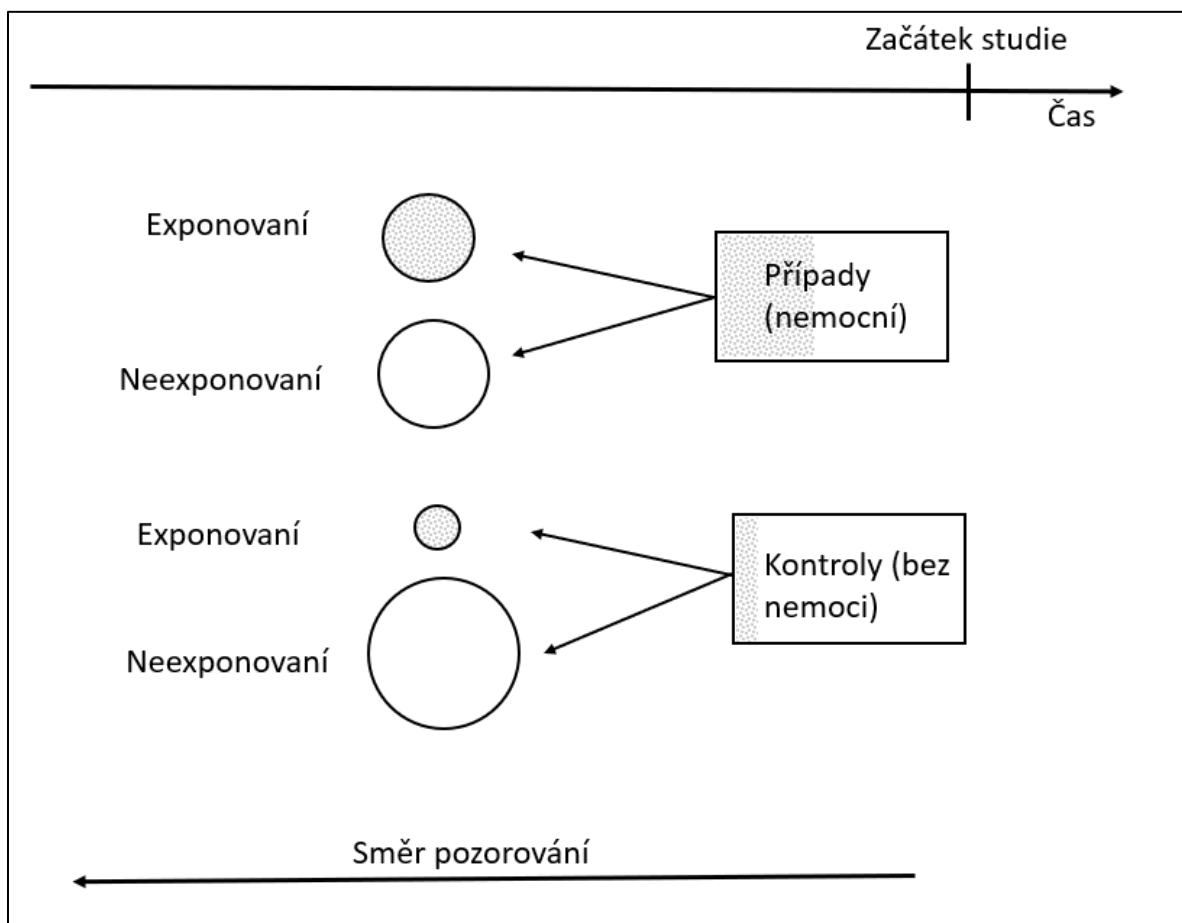 Začátek studie
Čas
Exponovaní
Případy
(nemocní)
Neexponovaní
Exponovaní
Kontroly (bez
nemoci)
Neexponovaní
Směr pozorování